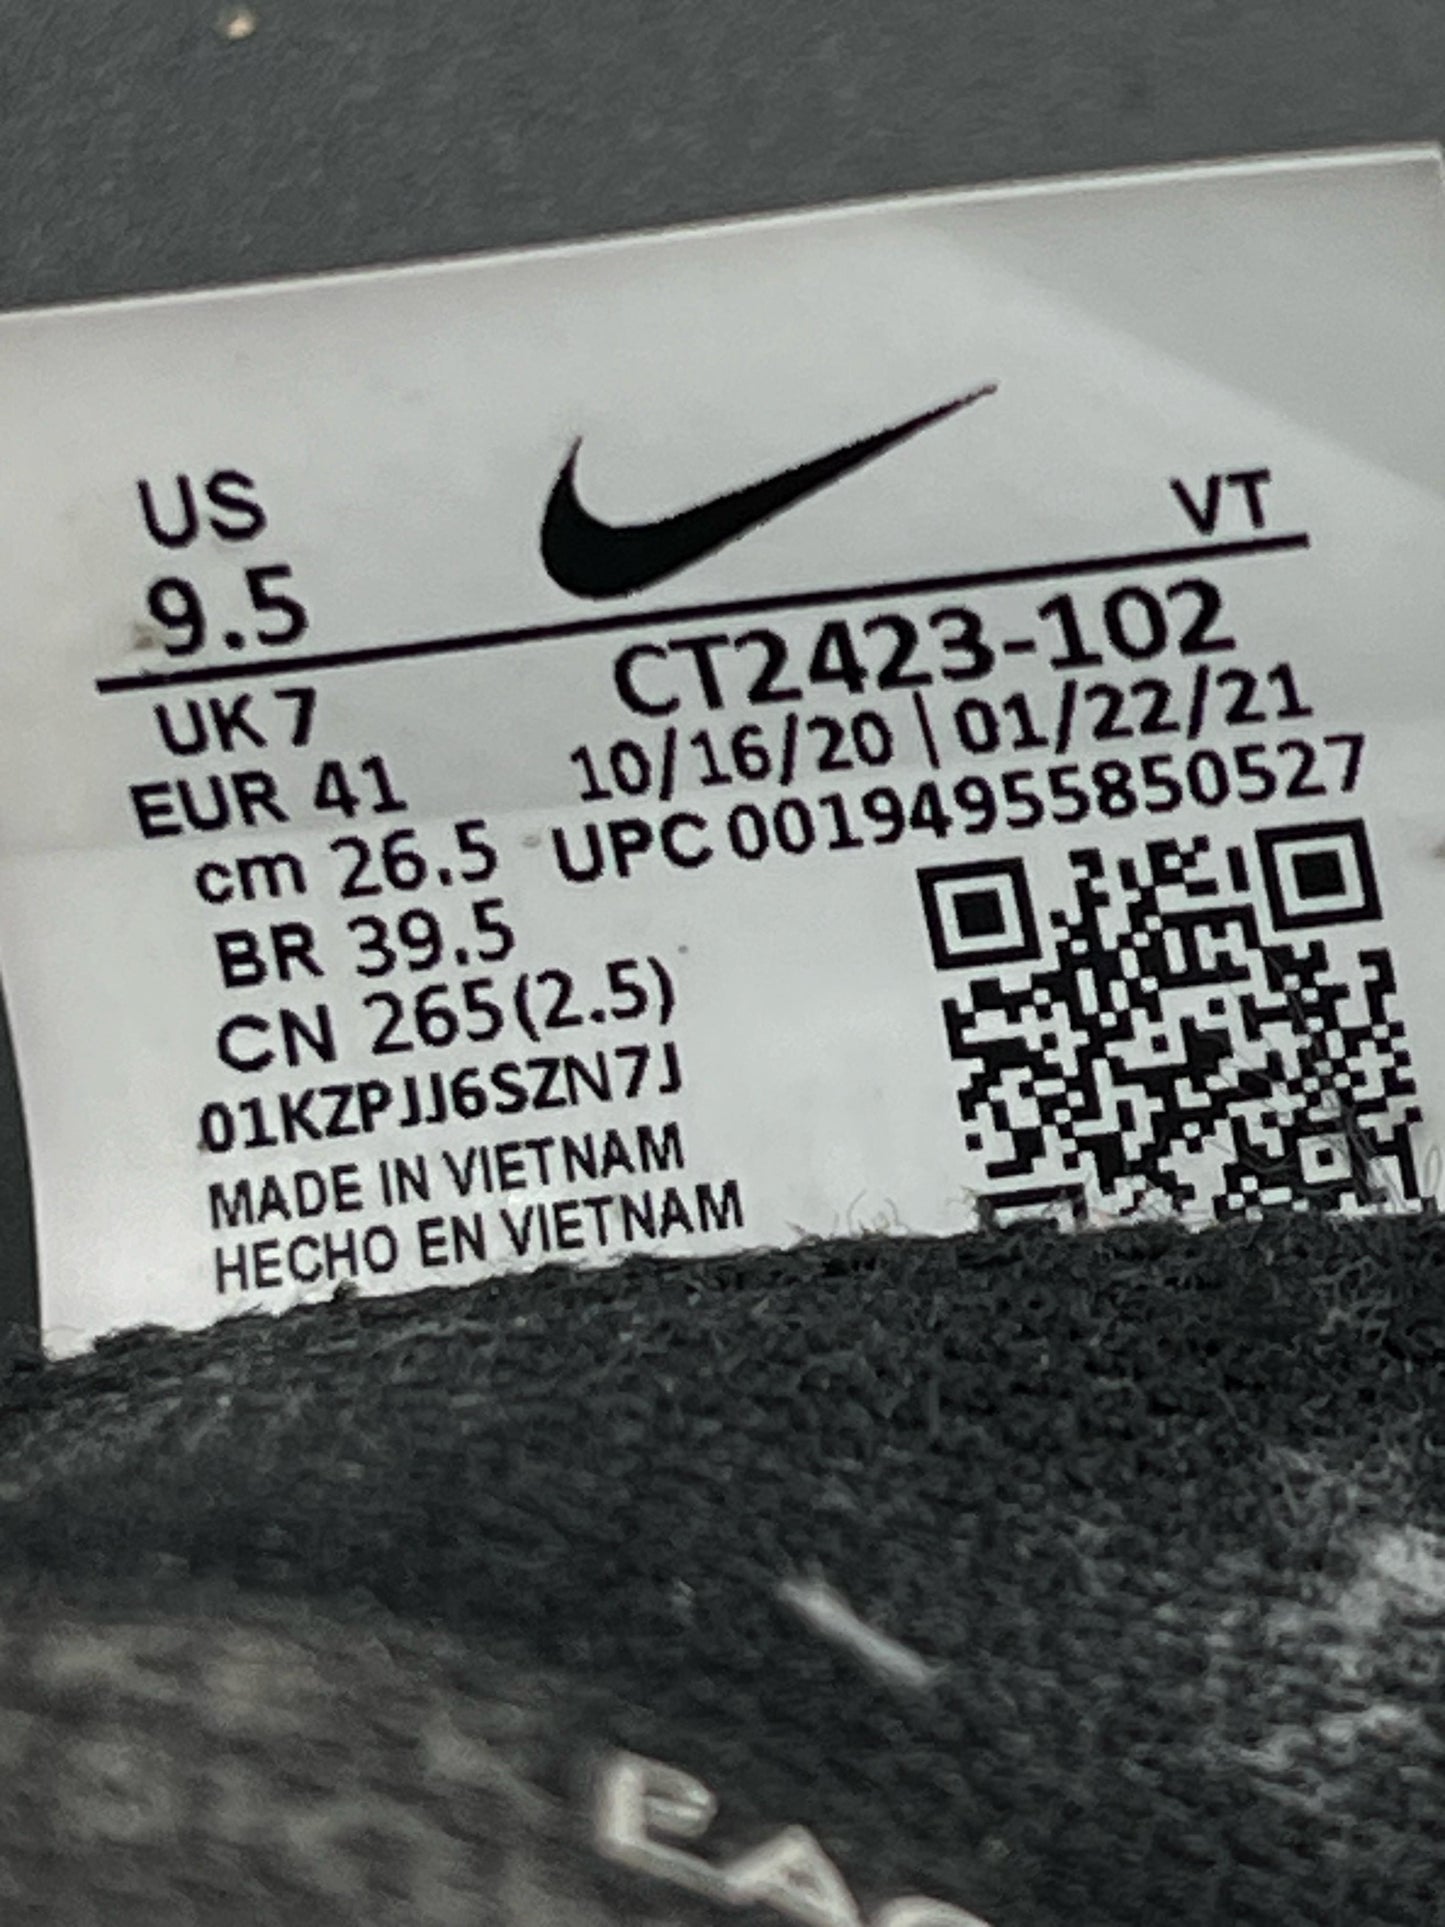 US
VT
9.5
CT2423-102
UK 7
10/16/20 | 01/22/21
EUR 41
UPC 00194955850527
cm 26.5
BR 39.5
CN 265(2.5)
01KZPJJ6SZN7J
MADE IN VIETNAM
HECHO EN VIETNAM